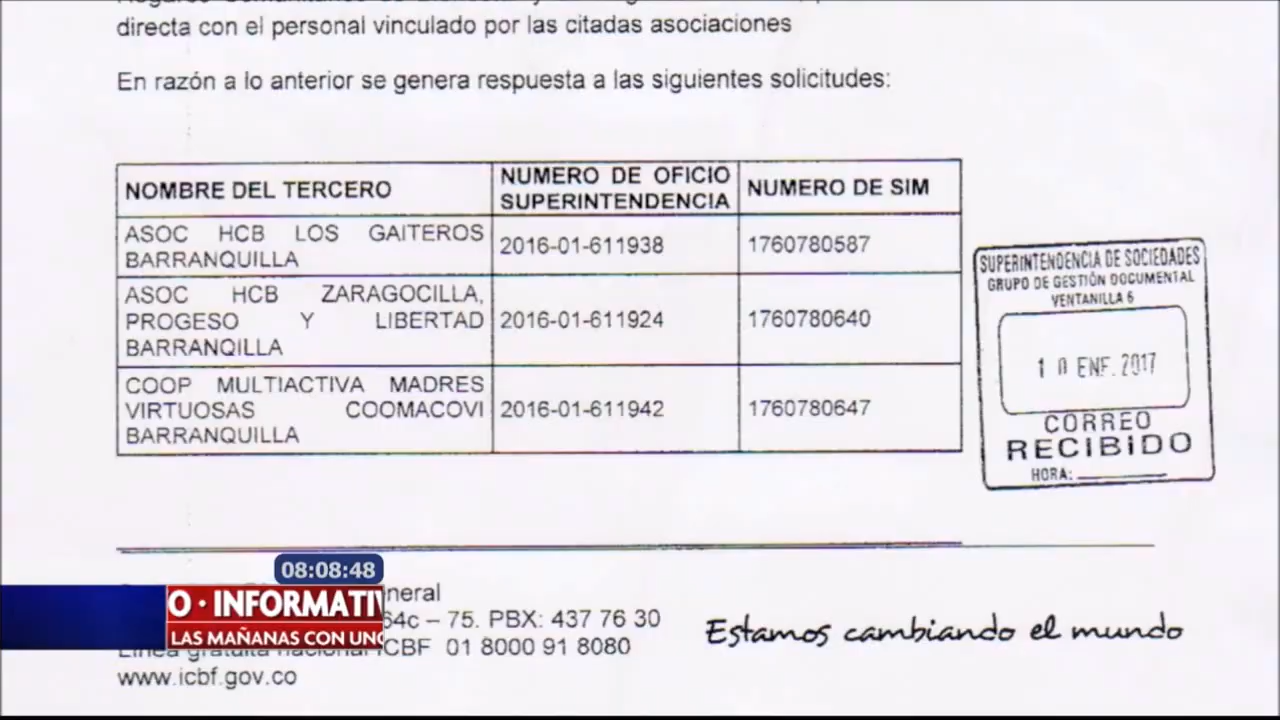 directa con el personal vinculado por las citadas asociaciones
En razón a lo anterior se genera respuesta a las siguientes solicitudes:
NOMBRE DEL TERCERO
NUMERO DE OFICIO
SUPERINTENDENCIA
NUMERO DE SIM
ASOC HCB LOS GAITEROS
BARRANQUILLA
2016-01-611938
1760780587
ASOC HCB ZARAGOCILLA,
PROGESO Y LIBERTAD
BARRANQILLA
2016-01-611924
1760780640
COOP MULTIACTIVA MADRES
VIRTUOSAS COOMACOVI
BARRANQUILLA
2016-01-611942
1760780647
SUPERINTENDENCIA DE SOCIEDADES
GRUPO DE GESTIÓN DOCUMENTAL
VENTANILLA 6
10 ENE. 2017
CORREO
RECIBIDO
HORA:
08:08:48
O · INFORMATIV
LAS MAÑANAS CON UNO
64c – 75. PBX: 437 76 30
Línea gratuita nacional ICBF 01 8000 91 8080
www.icbf.gov.co
Estamos cambiando el mundo